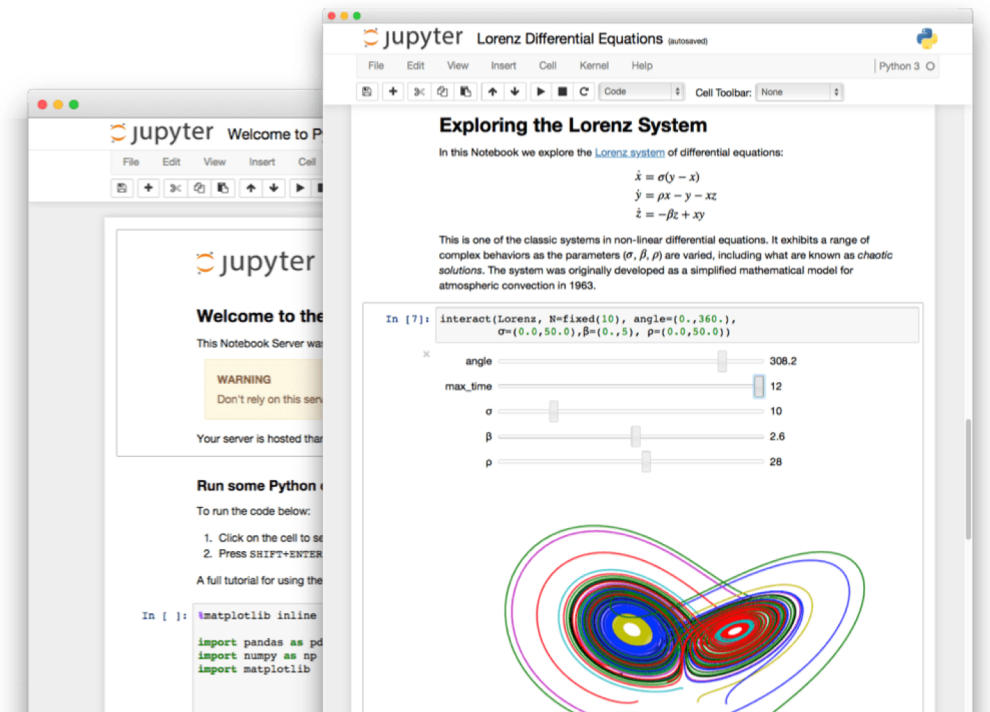 jupyter Lorenz Differential Equations (autosaved)
File Edit View Insert Cell Kernel Help Python 3
Code Cell Toolbar: None
Exploring the Lorenz System
In this Notebook we explore the Lorenz system of differential equations:
ẋ = σ(y − x)
ẏ = ρx − y − xz
ż = −βz + xy
This is one of the classic systems in non-linear differential equations. It exhibits a range of
complex behaviors as the parameters (σ, β, ρ) are varied, including what are known as chaotic
solutions. The system was originally developed as a simplified mathematical model for
atmospheric convection in 1963.
In [7]: interact(Lorenz, N=fixed(10), angle=(0.,360.),
σ=(0.0,50.0),β=(0.,5), ρ=(0.0,50.0))
angle 308.2
max_time 12
σ 10
β 2.6
ρ 28
jupyter Welcome to P
File Edit View Insert Cell
jupyter
Welcome to the
This Notebook Server was
WARNING
Don't rely on this serv
Your server is hosted than
Run some Python
To run the code below:
1. Click on the cell to se
2. Press SHIFT+ENTER
A full tutorial for using the
In [ ]: %matplotlib inline
import pandas as pd
import numpy as np
import matplotlib